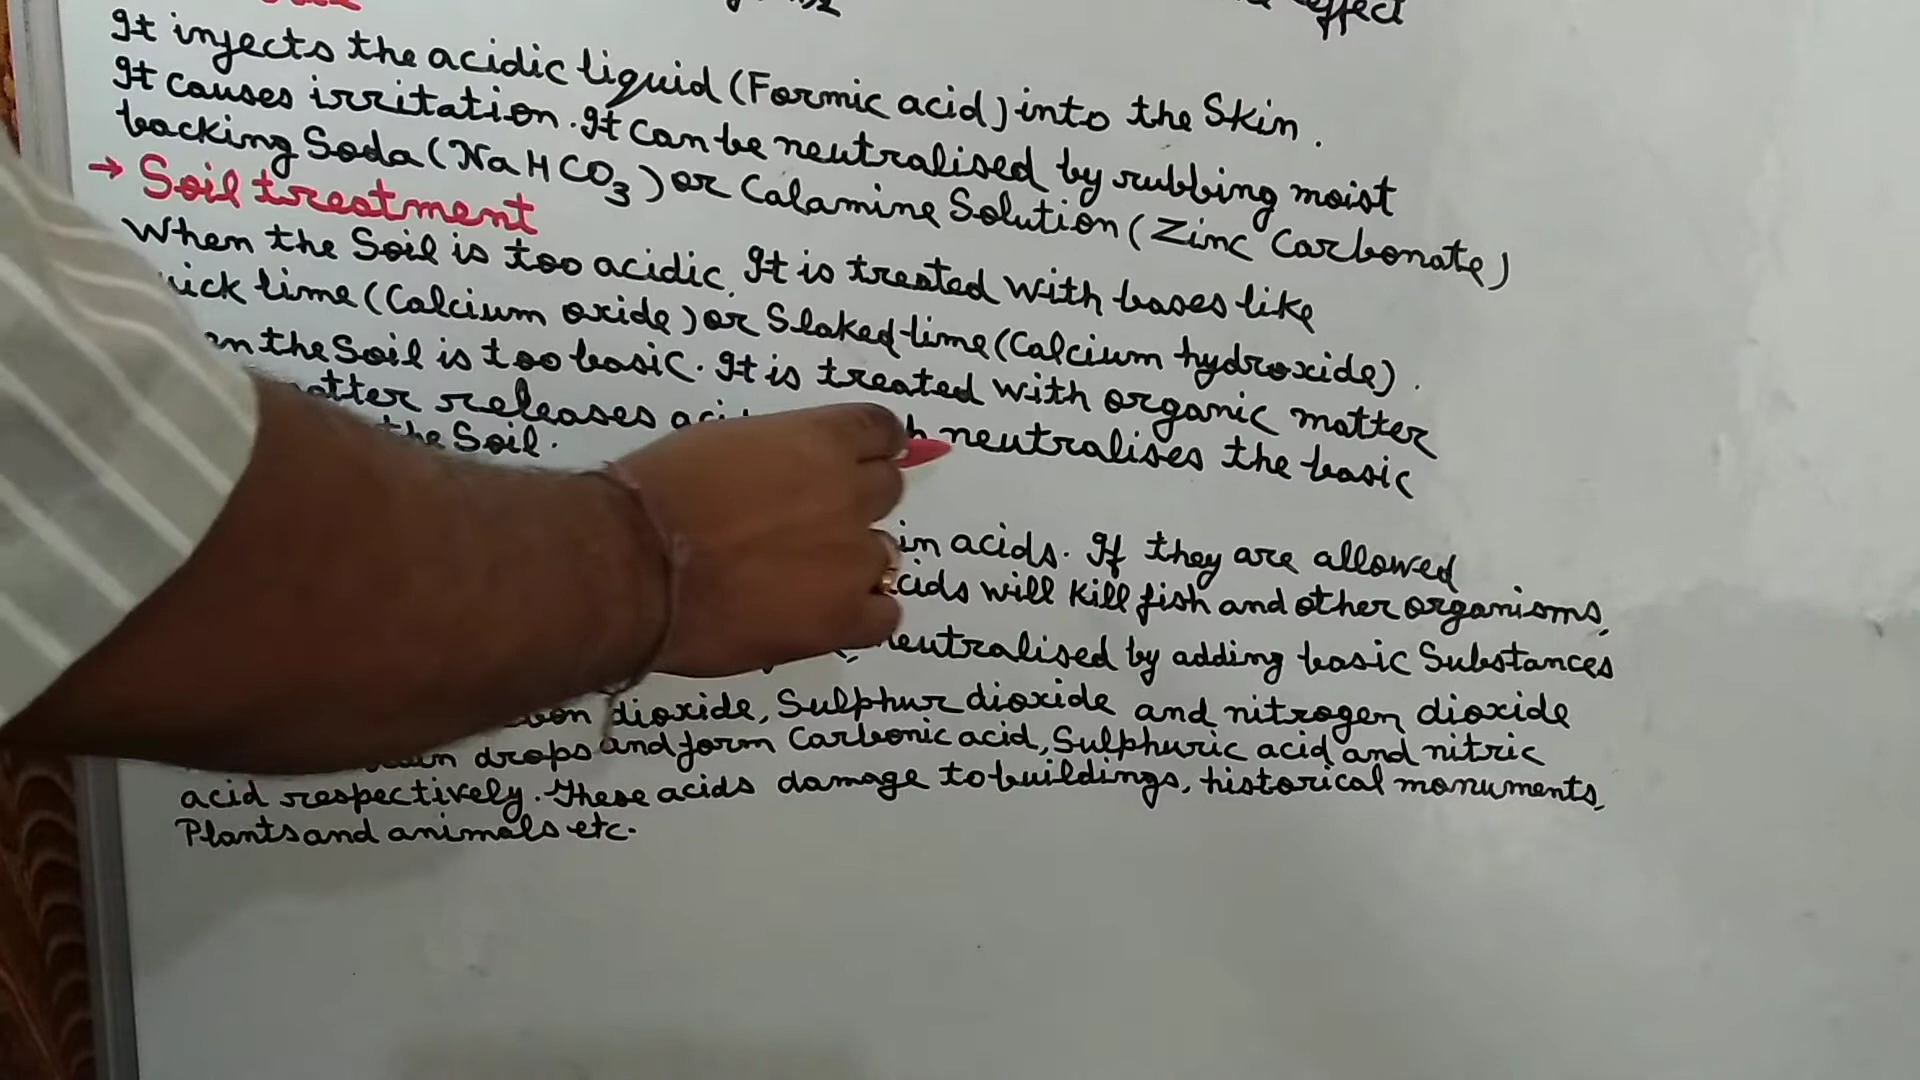 effect
It injects the acidic liquid (Formic acid) into the Skin.
It causes irritation. It can be neutralised by rubbing moist
backing Soda (NaHCO3) or Calamine Solution (Zinc Carbonate)
→ Soil treatment
When the Soil is too acidic. It is treated with bases like
lime (Calcium oxide) or Slaked lime (Calcium hydroxide).
the Soil is too basic. It is treated with organic matter
releases neutralises the basic
the Soil.
in acids. If they are allowed
will kill fish and other organisms,
neutralised by adding basic Substances
dioxide, Sulphur dioxide and nitrogen dioxide
drops and form Carbonic acid, Sulphuric acid and nitric
acid respectively. These acids damage to buildings, historical monuments,
Plants and animals etc.